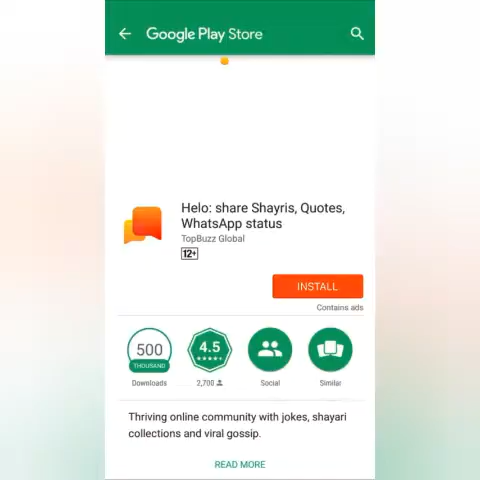 Google Play Store
Helo: share Shayris, Quotes,
WhatsApp status
TopBuzz Global
12+
INSTALL
Contains ads
500
THOUSAND
Downloads
4.5
2,700
Social
Similar
Thriving online community with jokes, shayari
collections and viral gossip.
READ MORE